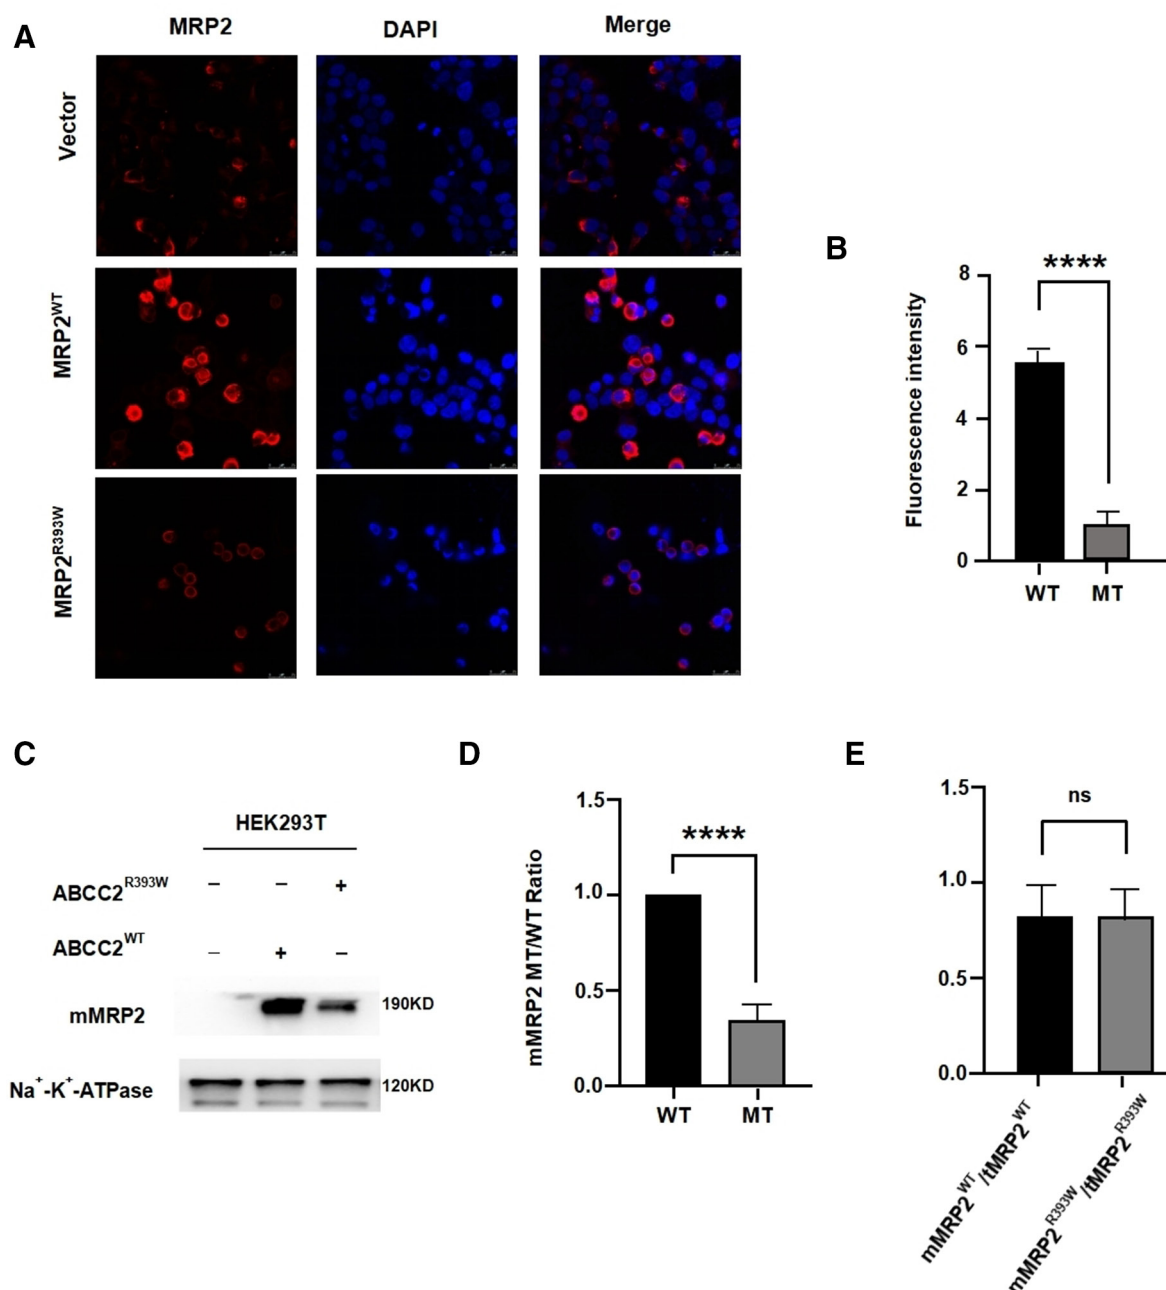 A
MRP2
DAPI
Merge
Vector
MRP2^WT
MRP2^R393W
B
Fluorescence intensity
8
6
4
2
0
****
WT
MT
C
HEK293T
ABCC2^R393W
– – +
ABCC2^WT
– + –
mMRP2
190KD
Na^+-K^+-ATPase
120KD
D
mMRP2 MT/WT Ratio
1.5
1.0
0.5
0.0
****
WT
MT
E
1.5
1.0
0.5
0.0
ns
mMRP2^WT/tMRP2^WT
mMRP2^R393W/tMRP2^R393W